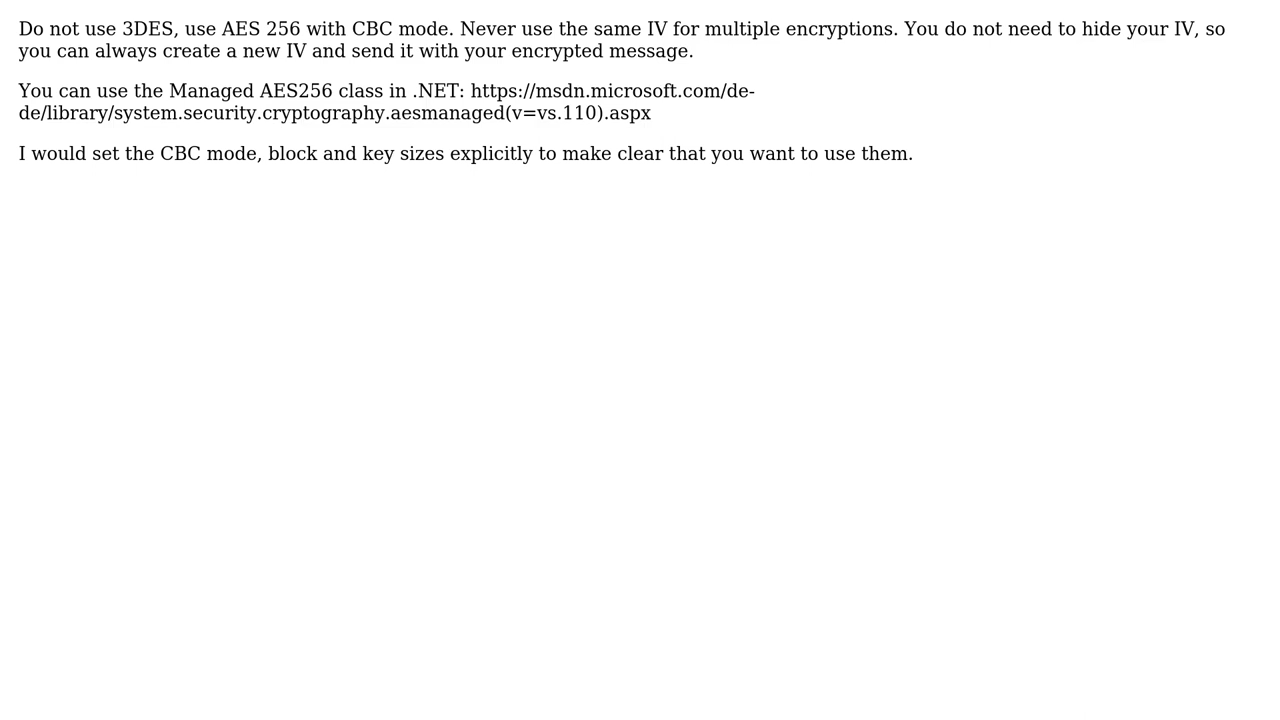 Do not use 3DES, use AES 256 with CBC mode. Never use the same IV for multiple encryptions. You do not need to hide your IV, so
you can always create a new IV and send it with your encrypted message.
You can use the Managed AES256 class in .NET: https://msdn.microsoft.com/de-
de/library/system.security.cryptography.aesmanaged(v=vs.110).aspx
I would set the CBC mode, block and key sizes explicitly to make clear that you want to use them.